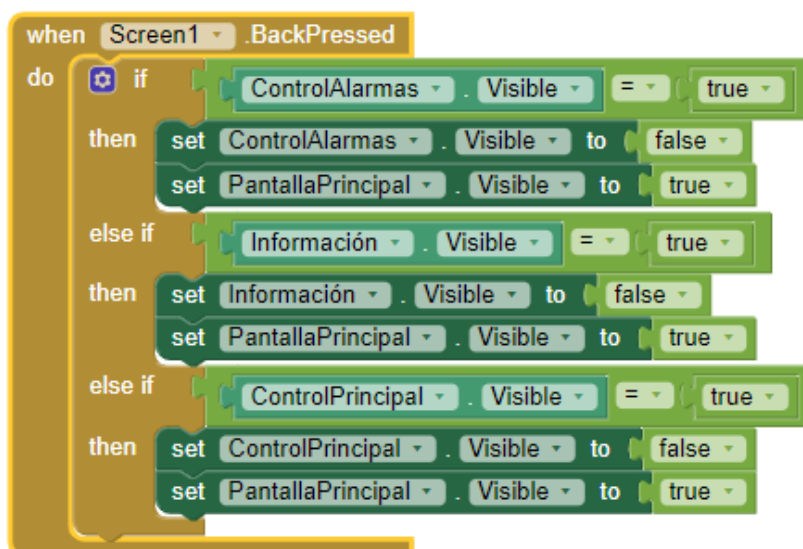 when Screen1 .BackPressed
do if ControlAlarmas . Visible = true
then set ControlAlarmas . Visible to false
set PantallaPrincipal . Visible to true
else if Información . Visible = true
then set Información . Visible to false
set PantallaPrincipal . Visible to true
else if ControlPrincipal . Visible = true
then set ControlPrincipal . Visible to false
set PantallaPrincipal . Visible to true